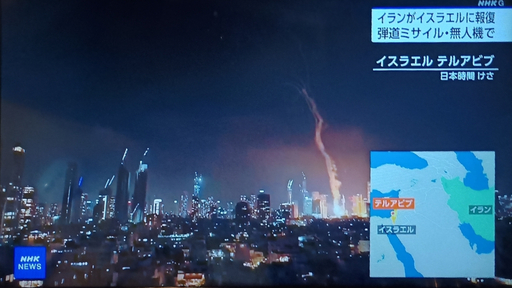 NHK G
イランがイスラエルに報復
弾道ミサイル・無人機で
イスラエル テルアビブ
日本時間 けさ
テルアビブ
イラン
イスラエル
NHK
NEWS